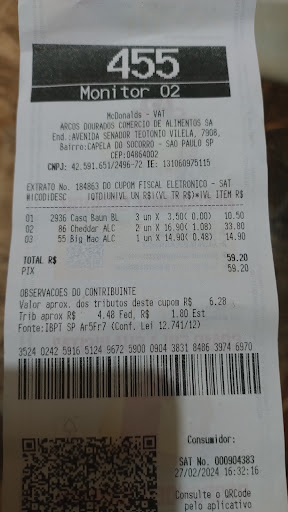 455
Monitor 02
McDonalds - VAT
ARCOS DOURADOS COMERCIO DE ALIMENTOS SA
End.:AVENIDA SENADOR TEOTONIO VILELA, 7908,
Bairro:CAPELA DO SOCORRO - SAO PAULO SP
CEP:04864002
CNPJ: 42.591.651/2496-72 IE: 131060975115
EXTRATO No. 184863 DO CUPOM FISCAL ELETRONICO - SAT
#|COD|DESC |QTD|UN|VL UN R$|(VL TR R$)*|VL ITEM R$
01 2936 Casq Baun BL 3 un X 3.50( 0.00) 10.50
02 86 Cheddar ALC 2 un X 16.90( 1.08) 33.80
03 55 Big Mac ALC 1 un X 14.90( 0.48) 14.90
TOTAL R$ 59.20
PIX 59.20
OBSERVACOES DO CONTRIBUINTE
Valor aprox. dos tributos deste cupom R$ 6.28
Trib aprox R$ 4.48 Fed, R$ 1.80 Est
Fonte:IBPT SP Ar5Fr7 (Conf. Lei 12.741/12)
3524 0242 5916 5124 9672 5900 0904 3831 8486 3974 6970
Consumidor:
SAT No. 000904383
27/02/2024 16:32:16
Consulte o QRCode
pelo aplicativo